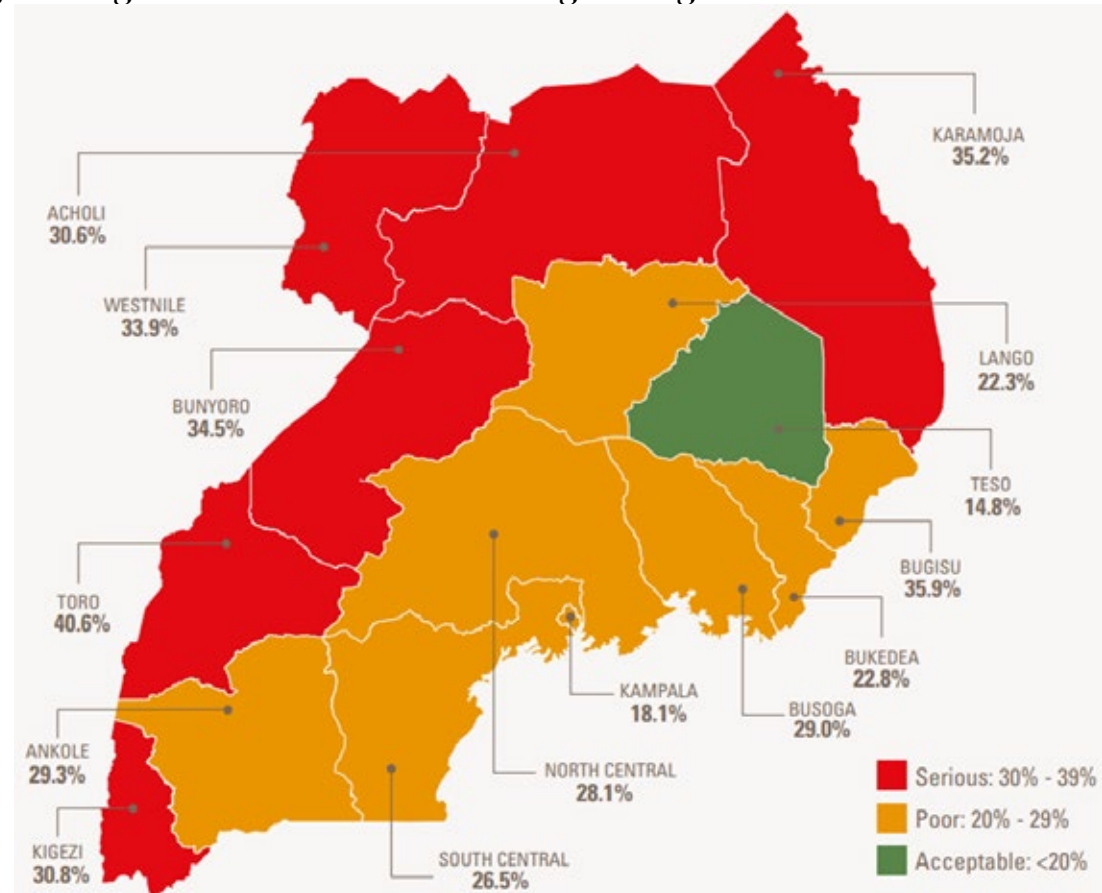 KARAMOJA
35.2%
ACHOLI
30.6%
WESTNILE
33.9%
LANGO
22.3%
BUNYORO
34.5%
TESO
14.8%
BUGISU
35.9%
TORO
40.6%
BUKEDEA
22.8%
KAMPALA
18.1%
BUSOGA
29.0%
ANKOLE
29.3%
NORTH CENTRAL
28.1%
KIGEZI
30.8%
SOUTH CENTRAL
26.5%
Serious: 30% - 39%
Poor: 20% - 29%
Acceptable: <20%